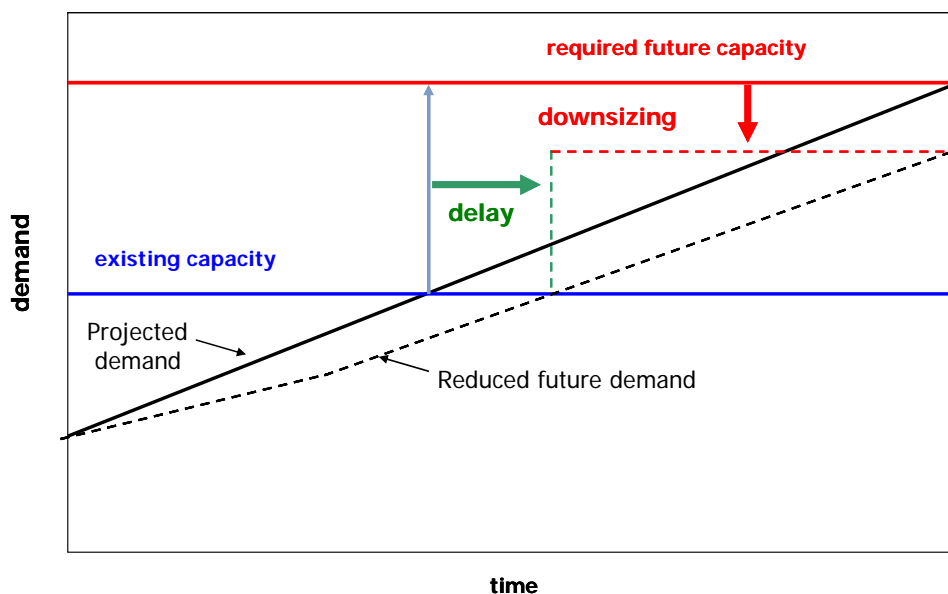 required future capacity
downsizing
delay
existing capacity
demand
Projected
demand
Reduced future demand
time